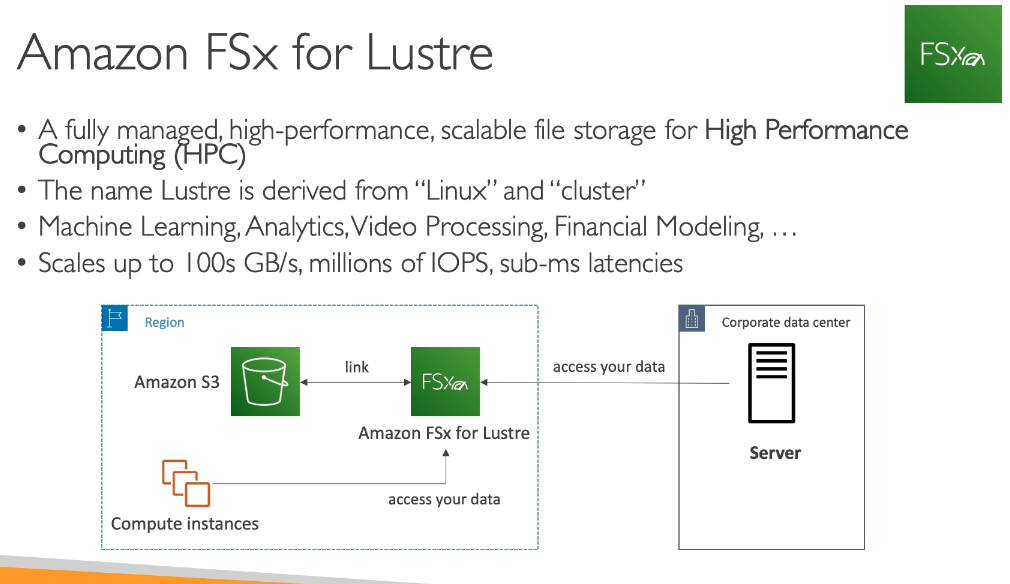 Amazon FSx for Lustre
FSx
• A fully managed, high-performance, scalable file storage for High Performance
Computing (HPC)
• The name Lustre is derived from “Linux” and “cluster”
• Machine Learning, Analytics, Video Processing, Financial Modeling, …
• Scales up to 100s GB/s, millions of IOPS, sub-ms latencies
Region
Corporate data center
Amazon S3
link
FSx
access your data
Amazon FSx for Lustre
Server
access your data
Compute instances